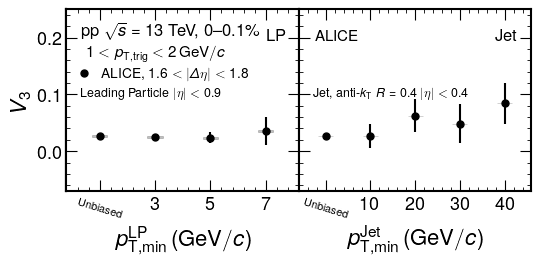 pp √s = 13 TeV, 0–0.1% LP
1 < p_T,trig < 2 GeV/c
ALICE, 1.6 < |Δη| < 1.8
Leading Particle |η| < 0.9
ALICE Jet
Jet, anti-k_T R = 0.4 |η| < 0.4
V_3
0.2
0.1
0.0
Unbiased 3 5 7
Unbiased 10 20 30 40
p_T,min^LP (GeV/c)
p_T,min^Jet (GeV/c)